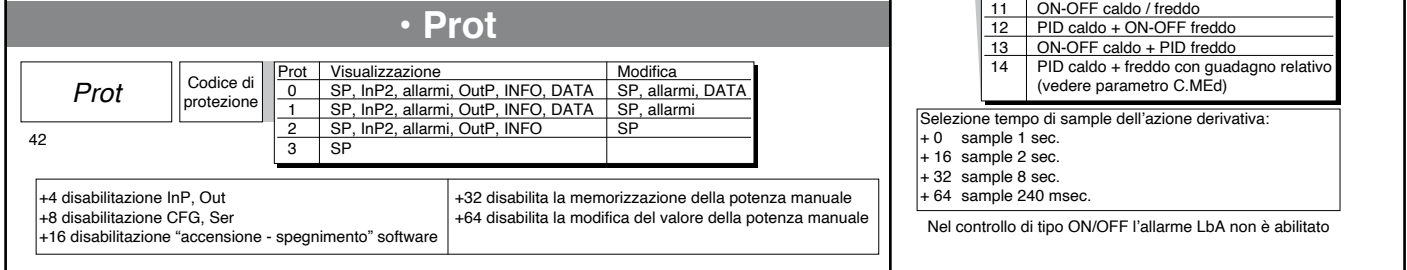 • Prot
Prot
Codice di
protezione
42
Prot Visualizzazione Modifica
0 SP, InP2, allarmi, OutP, INFO, DATA SP, allarmi, DATA
1 SP, InP2, allarmi, OutP, INFO, DATA SP, allarmi
2 SP, InP2, allarmi, OutP, INFO SP
3 SP
+4 disabilitazione InP, Out
+8 disabilitazione CFG, Ser
+16 disabilitazione “accensione - spegnimento” software
+32 disabilita la memorizzazione della potenza manuale
+64 disabilita la modifica del valore della potenza manuale
11 ON-OFF caldo / freddo
12 PID caldo + ON-OFF freddo
13 ON-OFF caldo + PID freddo
14 PID caldo + freddo con guadagno relativo
(vedere parametro C.MEd)
Selezione tempo di sample dell’azione derivativa:
+ 0 sample 1 sec.
+ 16 sample 2 sec.
+ 32 sample 8 sec.
+ 64 sample 240 msec.
Nel controllo di tipo ON/OFF l’allarme LbA non è abilitato